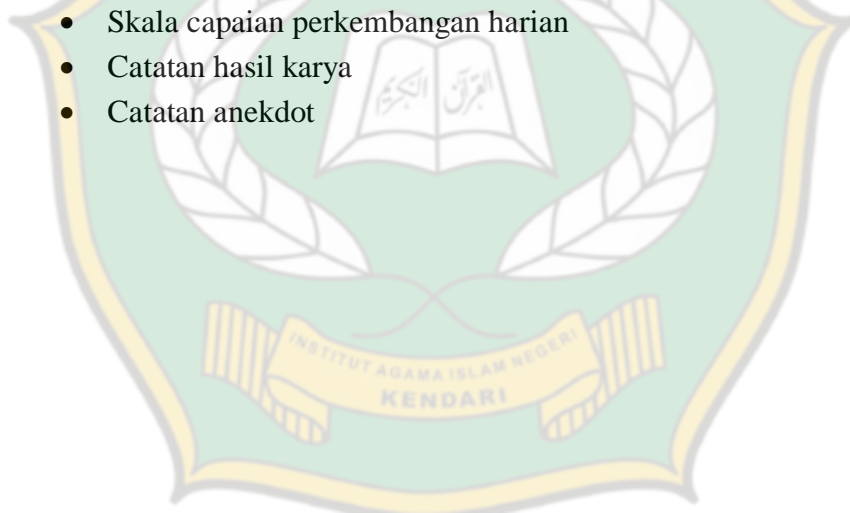 • Skala capaian perkembangan harian
• Catatan hasil karya
• Catatan anekdot
القرآن الكريم
INSTITUT AGAMA ISLAM NEGERI
KENDARI